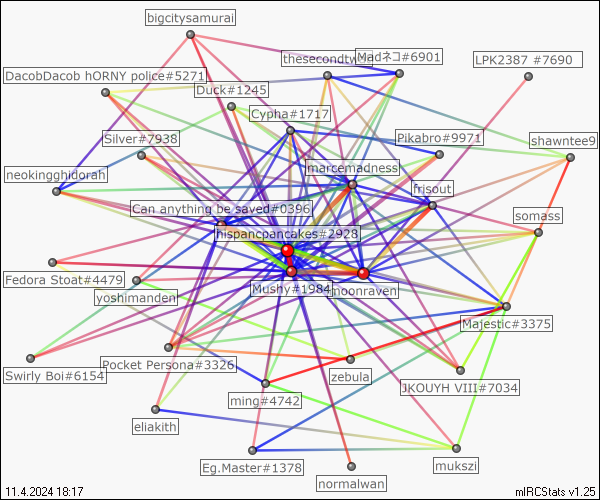 bigcitysamurai
thesecondtw
Madネコ#6901
LPK2387 #7690
DacobDacob hORNY police#5271
Duck#1245
Cypha#1717
Silver#7938
Pikabro#9971
shawntee9
marcemadness
neokingghidorah
frisout
Can anything be saved#0396
somass
hispancpancakes#2928
Fedora Stoat#4479
Mushy#1984
moonraven
yoshimanden
Majestic#3375
Pocket Persona#3326
Swirly Boi#6154
zebula
JKOUYH VIII#7034
ming#4742
eliakith
mukszi
Eg.Master#1378
normalwan
11.4.2024 18:17
mIRCStats v1.25